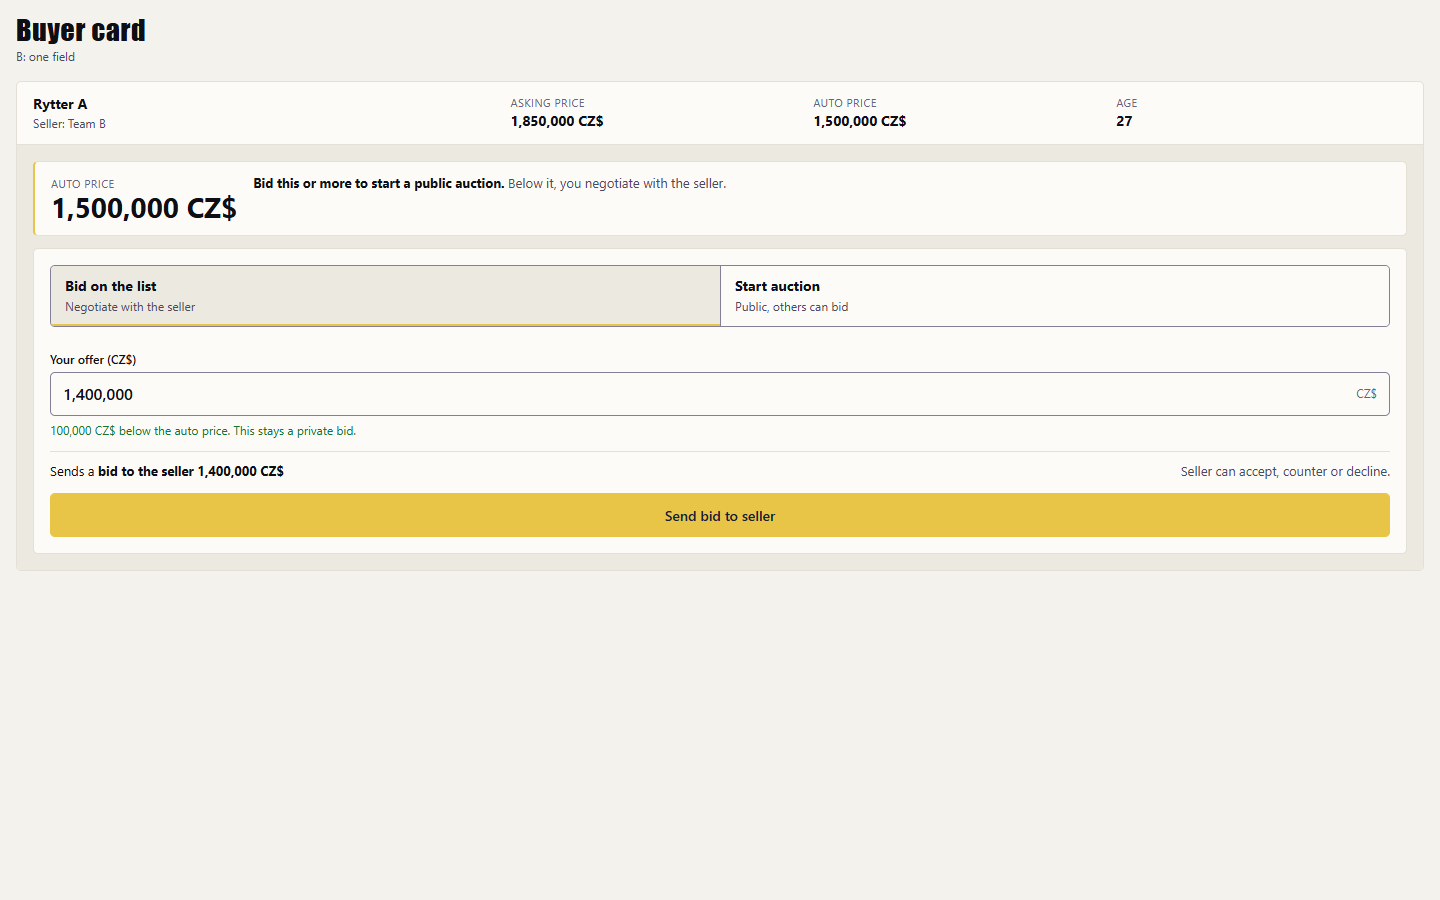 Buyer card
B: one field
Rytter A
Seller: Team B
ASKING PRICE
1,850,000 CZ$
AUTO PRICE
1,500,000 CZ$
AGE
27
AUTO PRICE
1,500,000 CZ$
Bid this or more to start a public auction. Below it, you negotiate with the seller.
Bid on the list
Negotiate with the seller
Start auction
Public, others can bid
Your offer (CZ$)
1,400,000
CZ$
100,000 CZ$ below the auto price. This stays a private bid.
Sends a bid to the seller 1,400,000 CZ$
Seller can accept, counter or decline.
Send bid to seller